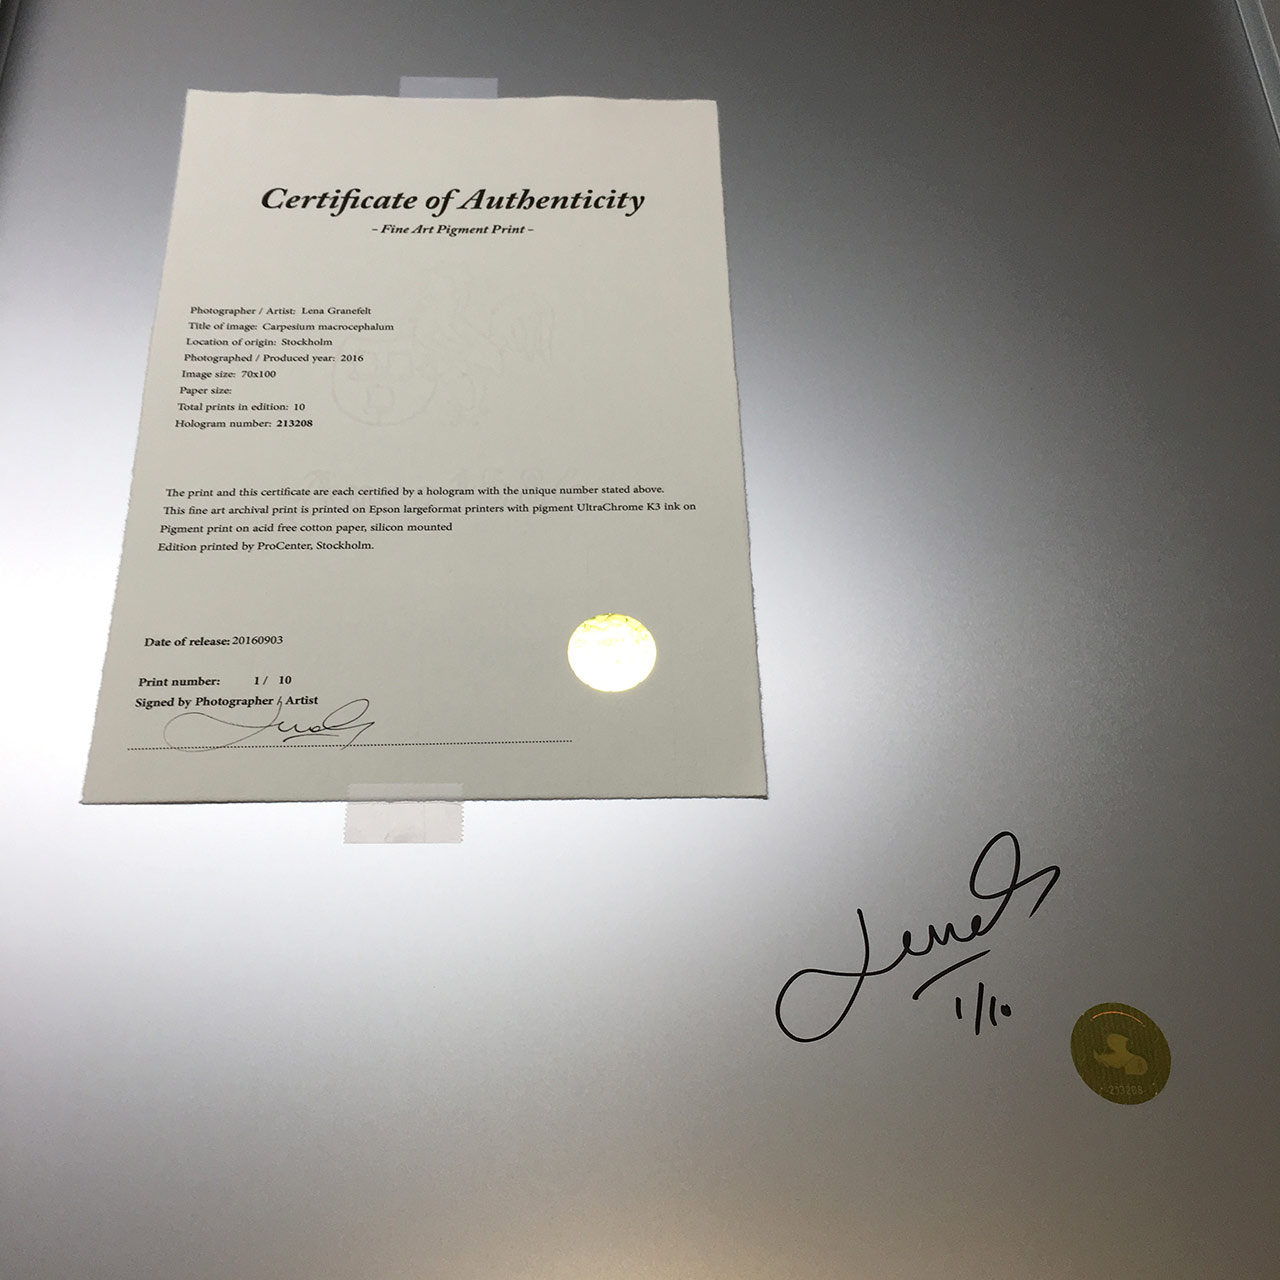 Certificate of Authenticity
- Fine Art Pigment Print -
Photographer / Artist: Lena Granefelt
Title of image: Carpesium macrocephalum
Location of origin: Stockholm
Photographed / Produced year: 2016
Image size: 70x100
Paper size:
Total prints in edition: 10
Hologram number: 213208
The print and this certificate are each certified by a hologram with the unique number stated above.
This fine art archival print is printed on Epson largeformat printers with pigment UltraChrome K3 ink on
Pigment print on acid free cotton paper, silicon mounted
Edition printed by ProCenter, Stockholm.
Date of release: 20160903
Print number: 1 / 10
Signed by Photographer / Artist
1/10
213208